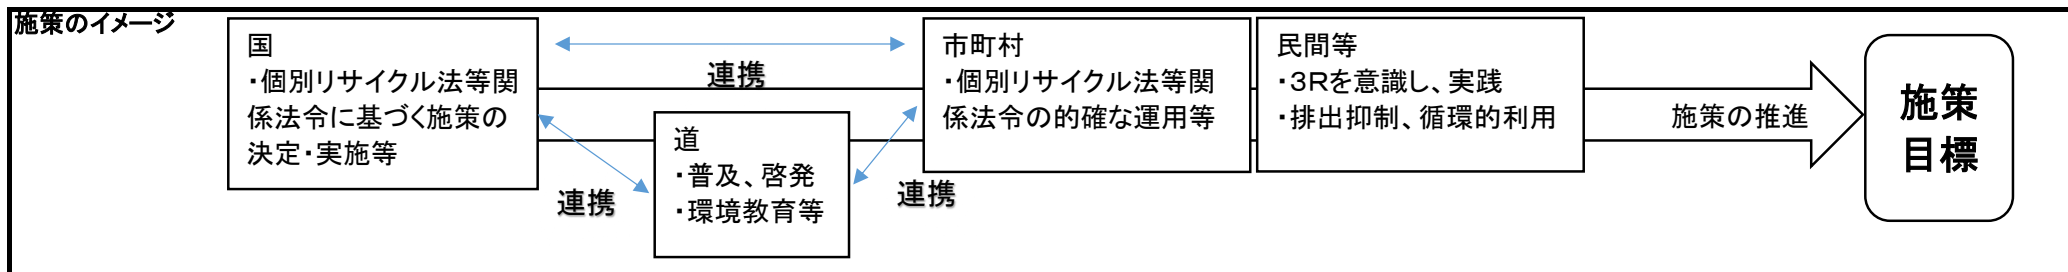 施策のイメージ
国
・個別リサイクル法等関
係法令に基づく施策の
決定・実施等
連携
連携
道
・普及、啓発
・環境教育等
連携
市町村
・個別リサイクル法等関
係法令の的確な運用等
民間等
・3Rを意識し、実践
・排出抑制、循環的利用
施策の推進
施策
目標